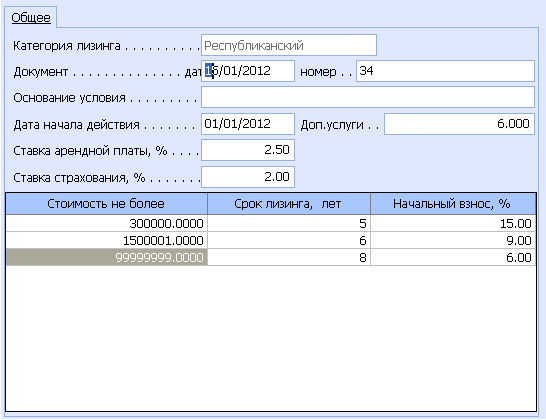 Общее
Категория лизинга . . . . . . . . . . Республиканский
Документ . . . . . . . . . . . . . . . дат 16/01/2012 номер . . 34
Основание условия . . . . . . . . .
Дата начала действия . . . . . . . 01/01/2012 Доп.услуги . . 6.000
Ставка арендной платы, % . . . . 2.50
Ставка страхования, % . . . . . . 2.00
Стоимость не более Срок лизинга, лет Начальный взнос, %
300000.0000 5 15.00
1500001.0000 6 9.00
99999999.0000 8 6.00